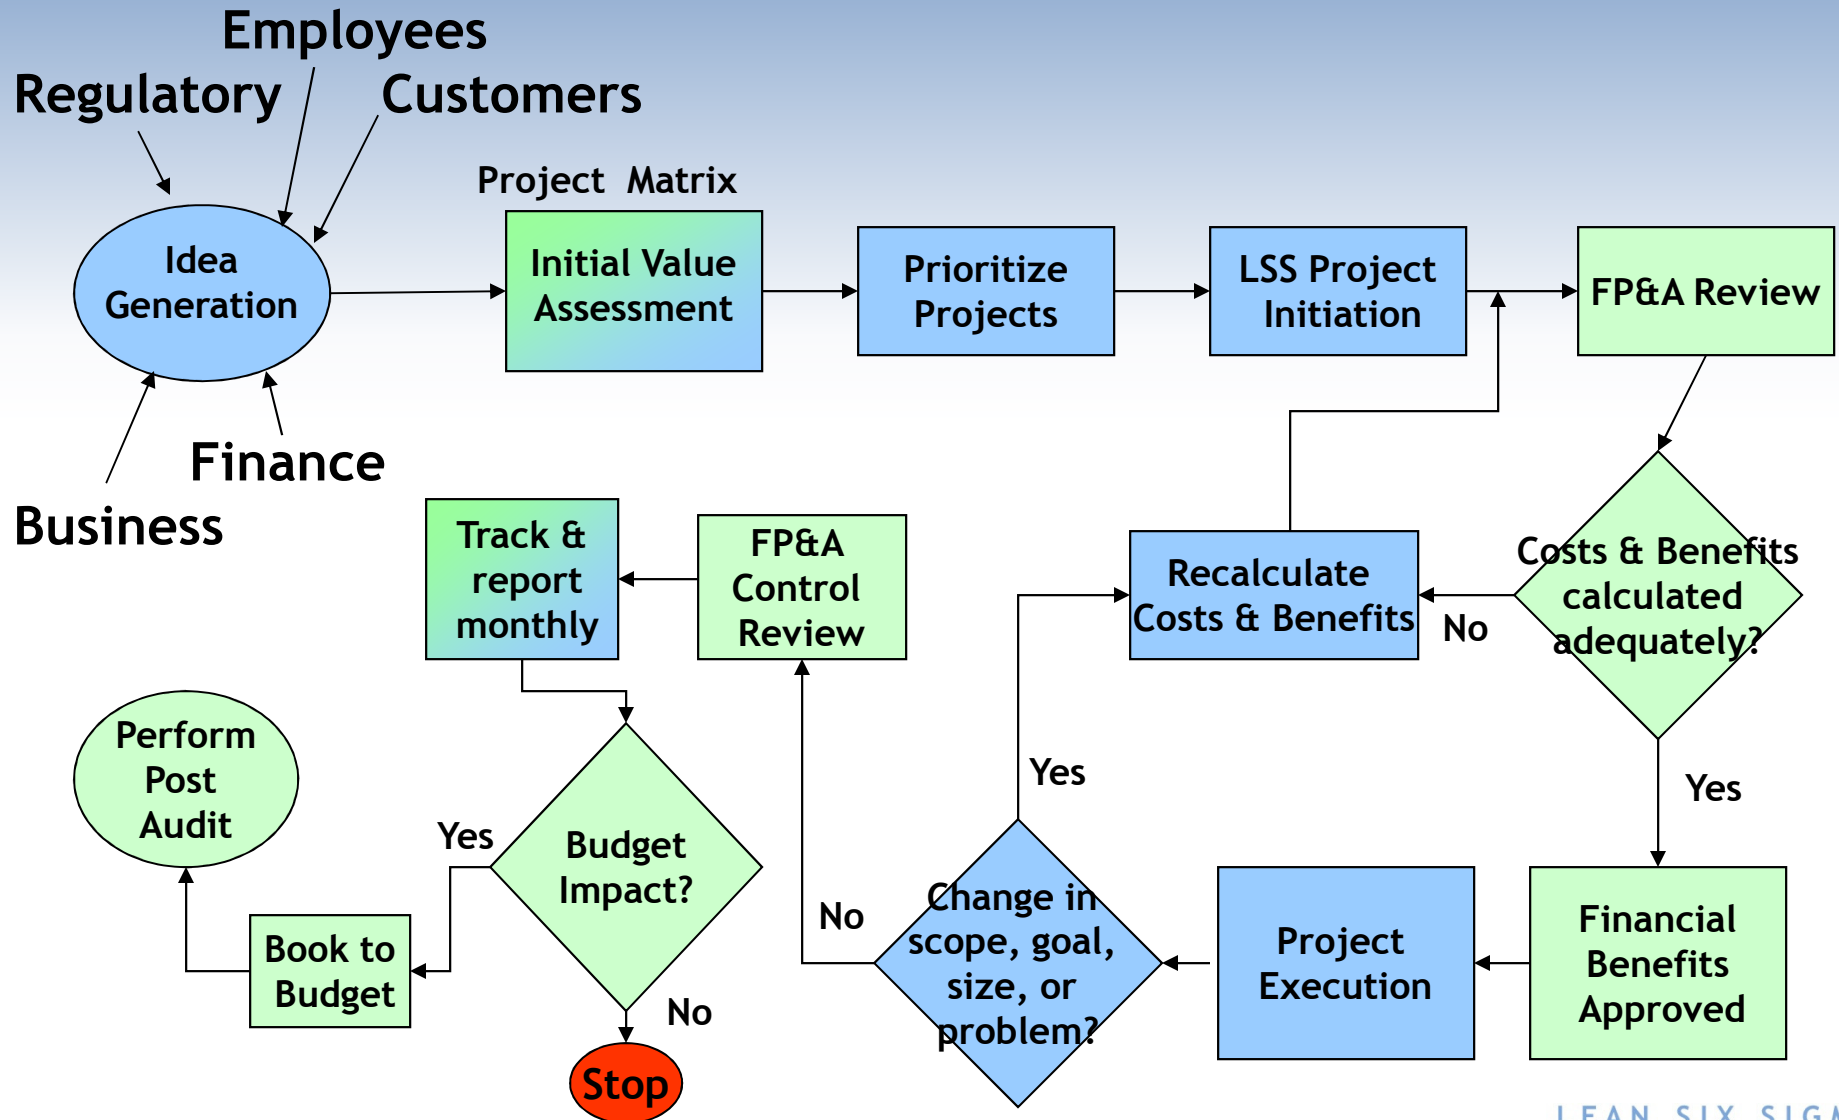 Employees
Regulatory
Customers
Project Matrix
Idea
Generation
Initial Value
Assessment
Prioritize
Projects
LSS Project
Initiation
FP&A Review
Finance
Business
Track &
report
monthly
FP&A
Control
Review
Recalculate
Costs & Benefits
No
Costs & Benefits
calculated
adequately?
Perform
Post
Audit
Yes
Budget
Impact?
Yes
Yes
No
Change in
scope, goal,
size, or
problem?
Project
Execution
Financial
Benefits
Approved
Book to
Budget
No
Stop
LEAN SIX SIGM